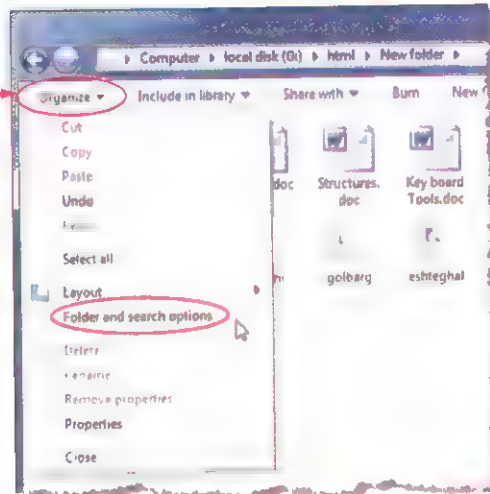 Computer ▸ local disk (G:) ▸ html ▸ New folder ▸
Organize Include in library Share with Burn New
Cut
Copy
Paste
Undo
Select all
Layout
Folder and search options
Delete
Rename
Remove properties
Properties
Close
doc Structures. Key board
doc Tools.doc
golbarg eshteghal